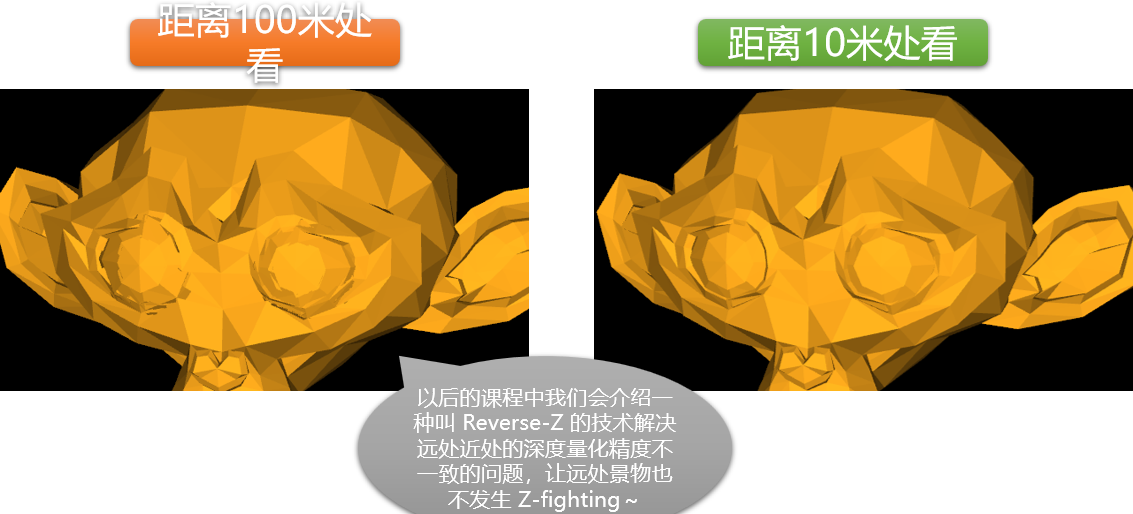 距离100米处
看
距离10米处看
以后的课程中我们会介绍一
种叫 Reverse-Z 的技术解决
远处近处的深度量化精度不
一致的问题，让远处景物也
不发生 Z-fighting～